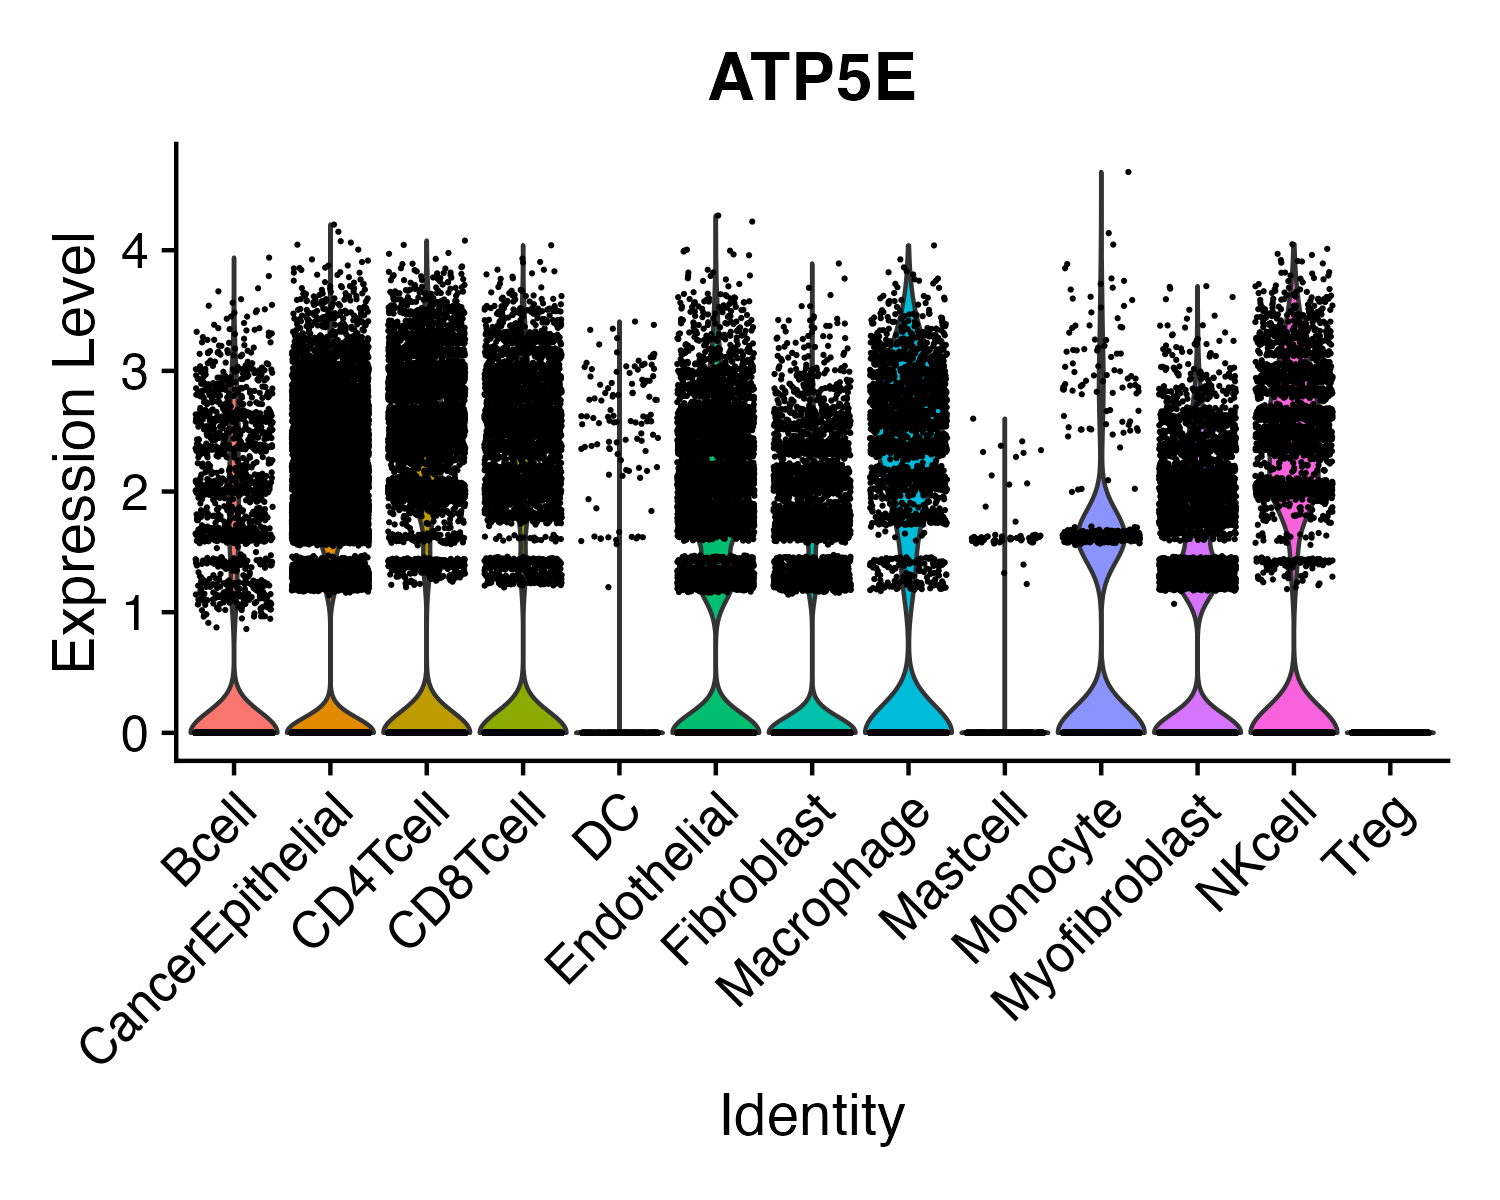 ATP5E
Expression Level
4
3
2
1
0
Bcell
CancerEpithelial
CD4Tcell
CD8Tcell
DC
Endothelial
Fibroblast
Macrophage
Mastcell
Monocyte
Myofibroblast
NKcell
Treg
Identity